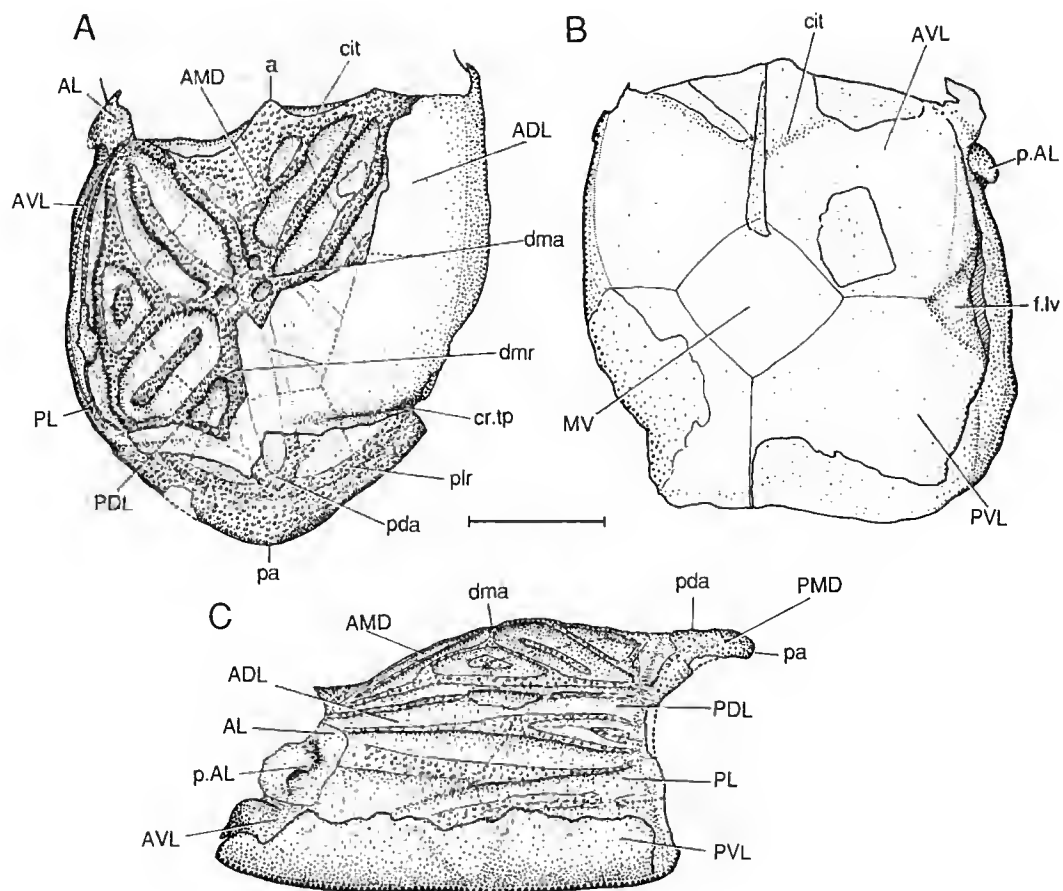 A
a
cit
AMD
AL
ADL
AVL
dma
dmr
PL
cr.tp
PDL
plr
pda
pa
B
cit
AVL
p.AL
f.lv
MV
PVL
C
dma
pda
PMD
AMD
pa
ADL
PDL
AL
p.AL
PL
AVL
PVL